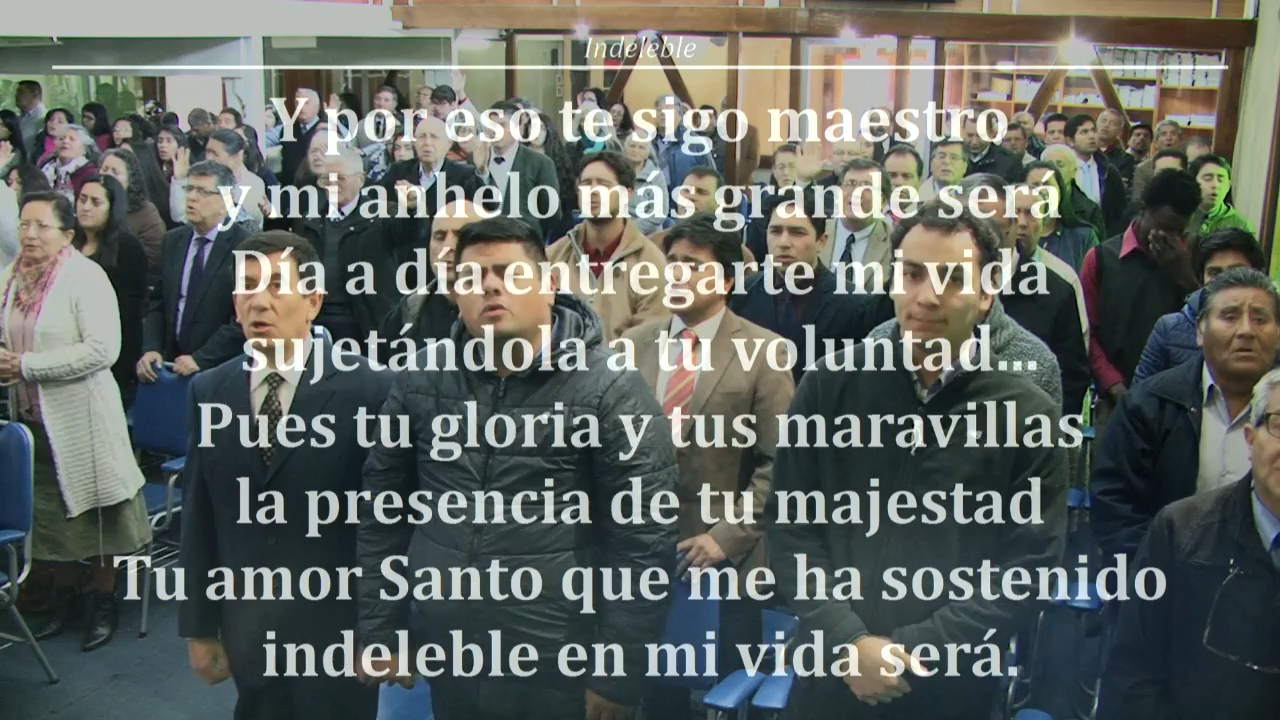 Indeleble
Y por eso te sigo maestro
y mi anhelo más grande será
Día a día entregarte mi vida
sujetándola a tu voluntad...
Pues tu gloria y tus maravillas
la presencia de tu majestad
Tu amor Santo que me ha sostenido
indeleble en mi vida será.